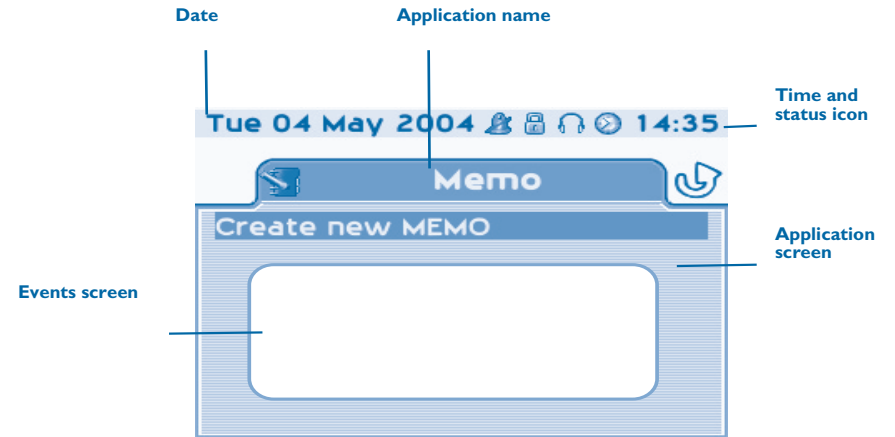 Date
Application name
Time and
status icon
Tue 04 May 2004 14:35
Memo
Create new MEMO
Application
screen
Events screen